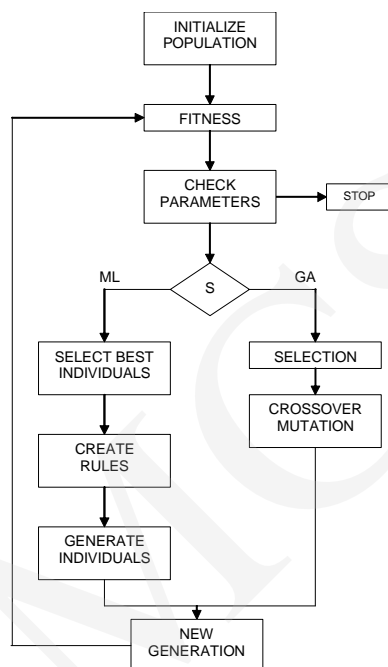 INITIALIZE
POPULATION
FITNESS
CHECK
PARAMETERS
STOP
S
ML
GA
SELECT BEST
INDIVIDUALS
SELECTION
CROSSOVER
MUTATION
CREATE
RULES
GENERATE
INDIVIDUALS
NEW
GENERATION